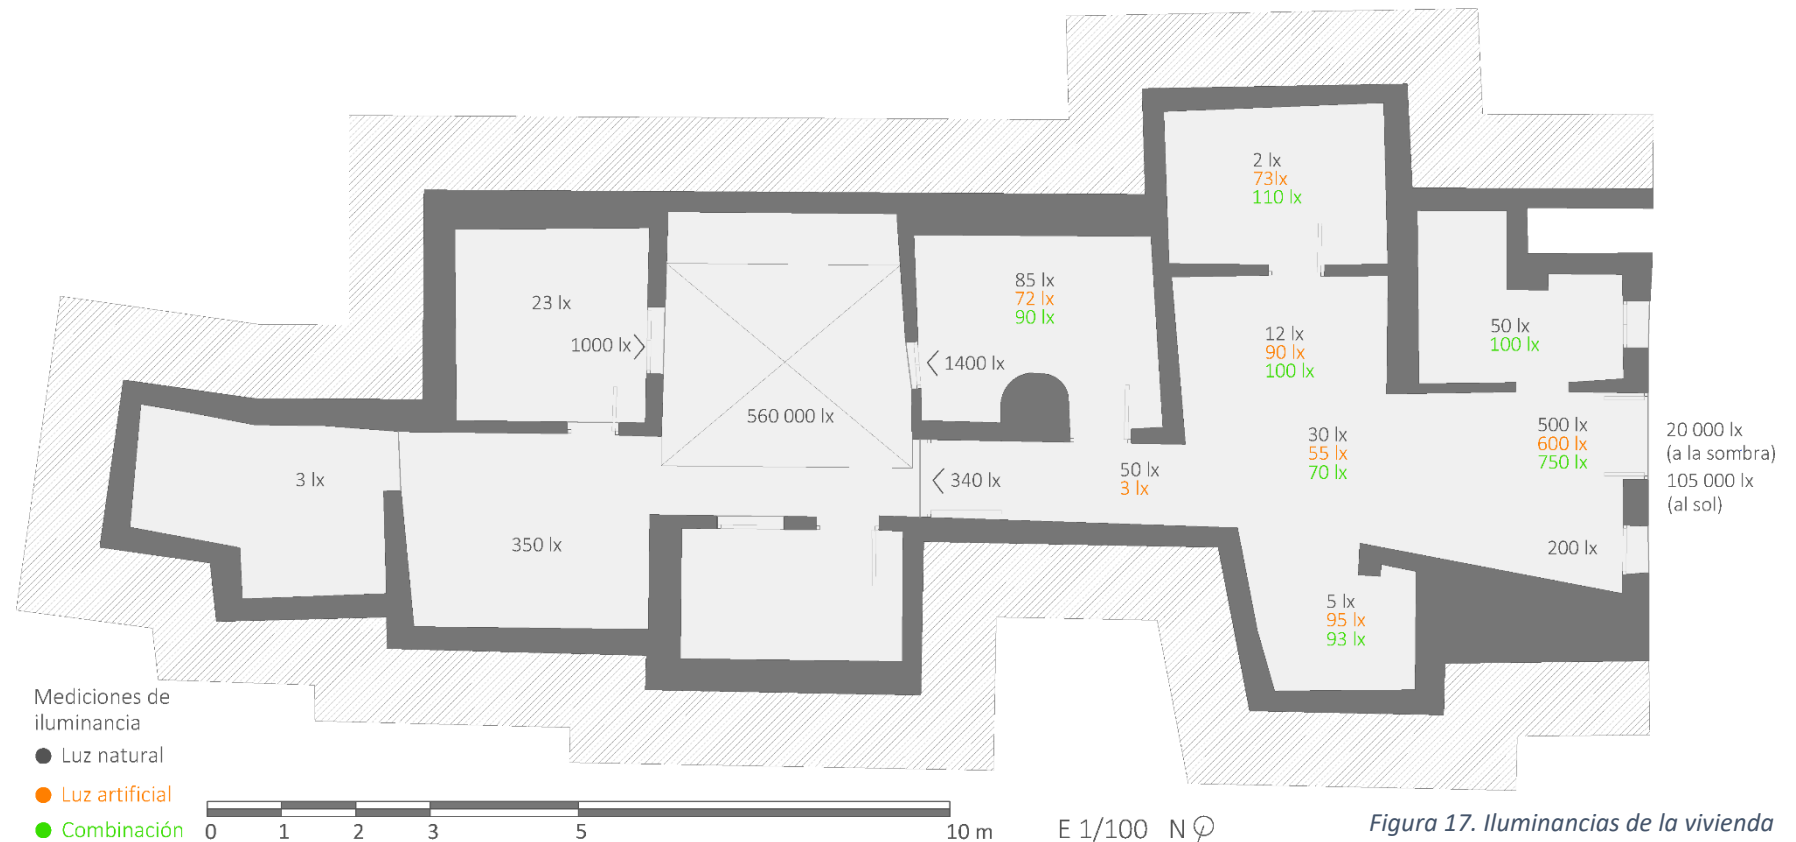 2 lx
73lx
110 lx
85 lx
72 lx
90 lx
23 lx
1000 lx
1400 lx
12 lx
90 lx
100 lx
50 lx
100 lx
560 000 lx
30 lx
55 lx
70 lx
500 lx
600 lx
750 lx
20 000 lx
(a la sombra)
105 000 lx
(al sol)
3 lx
340 lx
50 lx
3 lx
350 lx
200 lx
5 lx
95 lx
93 lx
Mediciones de
iluminancia
Luz natural
Luz artificial
Combinación
0 1 2 3 5 10 m
E 1/100 N
Figura 17. Iluminancias de la vivienda